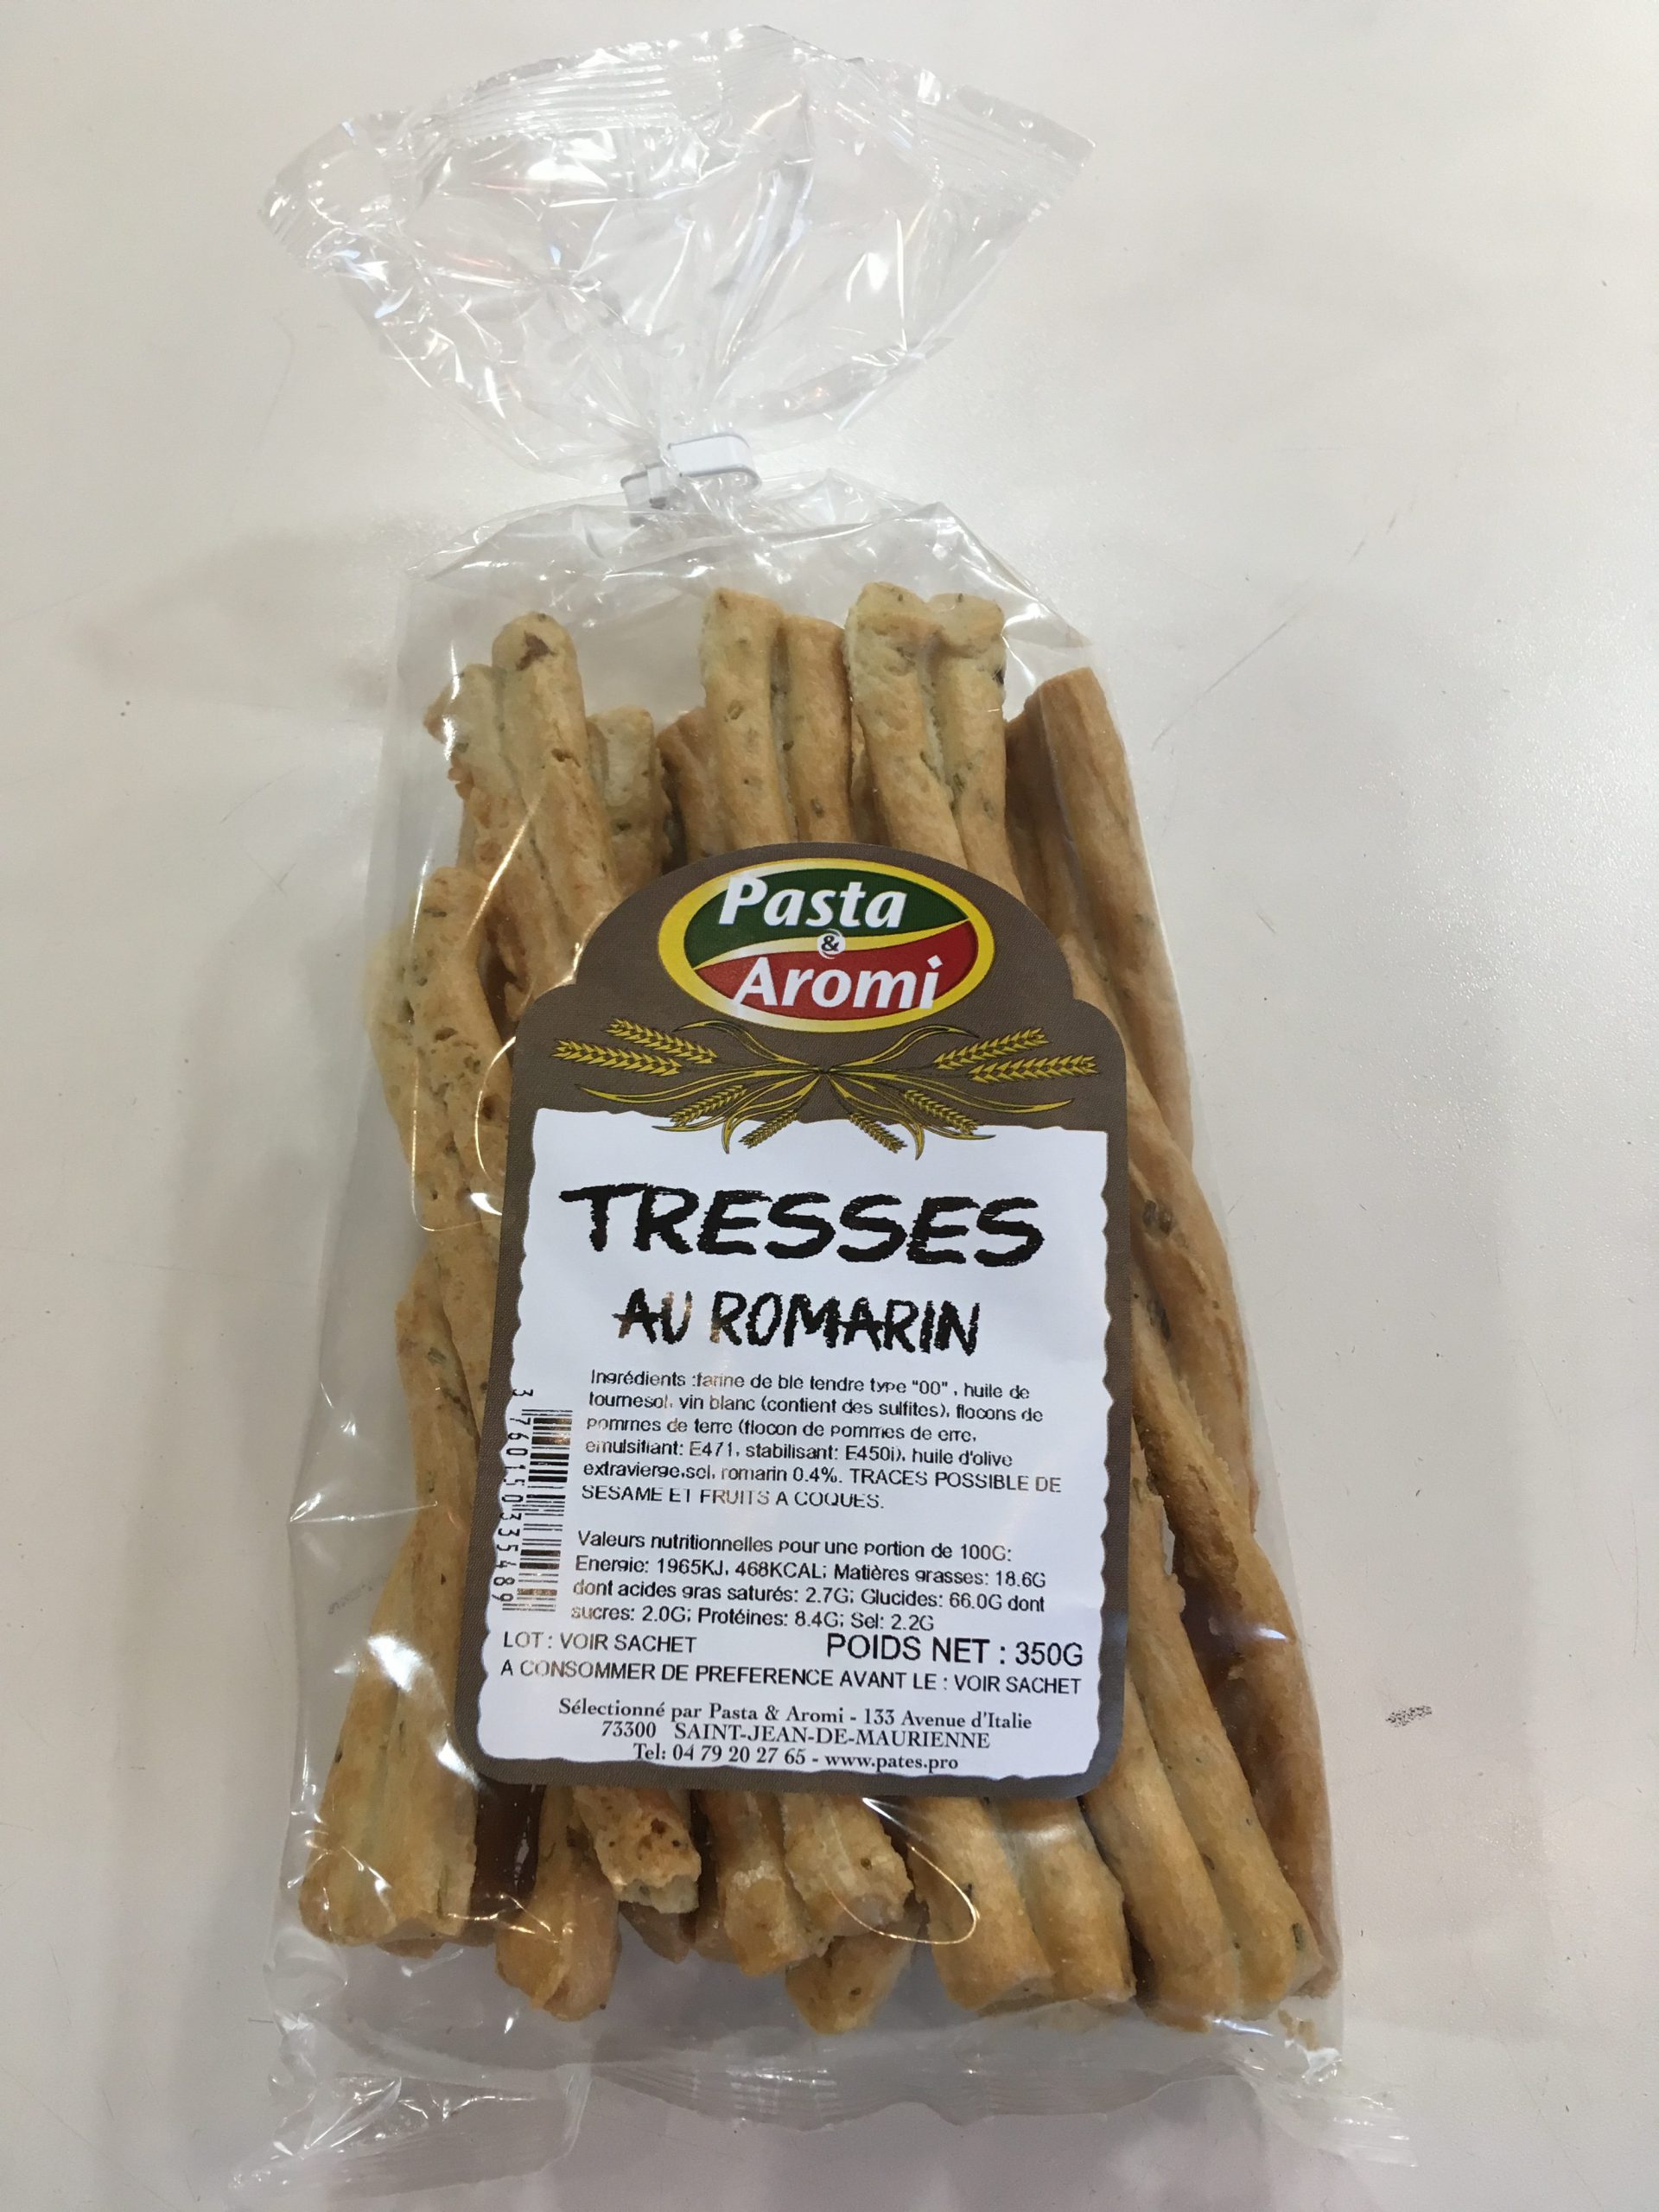 Pasta
&
Aromi
TRESSES
AU ROMARIN
Ingrédients :farine de ble tendre type "00" , huile de
tournesol, vin blanc (contient des sulfites), flocons de
pommes de terre (flocon de pommes de erre,
emulsifiant: E471, stabilisant: E450i), huile d'olive
extravierge,sel, romarin 0.4%. TRACES POSSIBLE DE
SESAME ET FRUITS A COQUES.
Valeurs nutritionnelles pour une portion de 100G:
Energie: 1965KJ, 468KCAL; Matières grasses: 18.6G
dont acides gras saturés: 2.7G; Glucides: 66.0G dont
sucres: 2.0G; Protéines: 8.4G; Sel: 2.2G
LOT : VOIR SACHET POIDS NET : 350G
A CONSOMMER DE PREFERENCE AVANT LE : VOIR SACHET
Sélectionné par Pasta & Aromi - 133 Avenue d'Italie
73300 SAINT-JEAN-DE-MAURIENNE
Tel: 04 79 20 27 65 - www.pates.pro
3 760150 335489